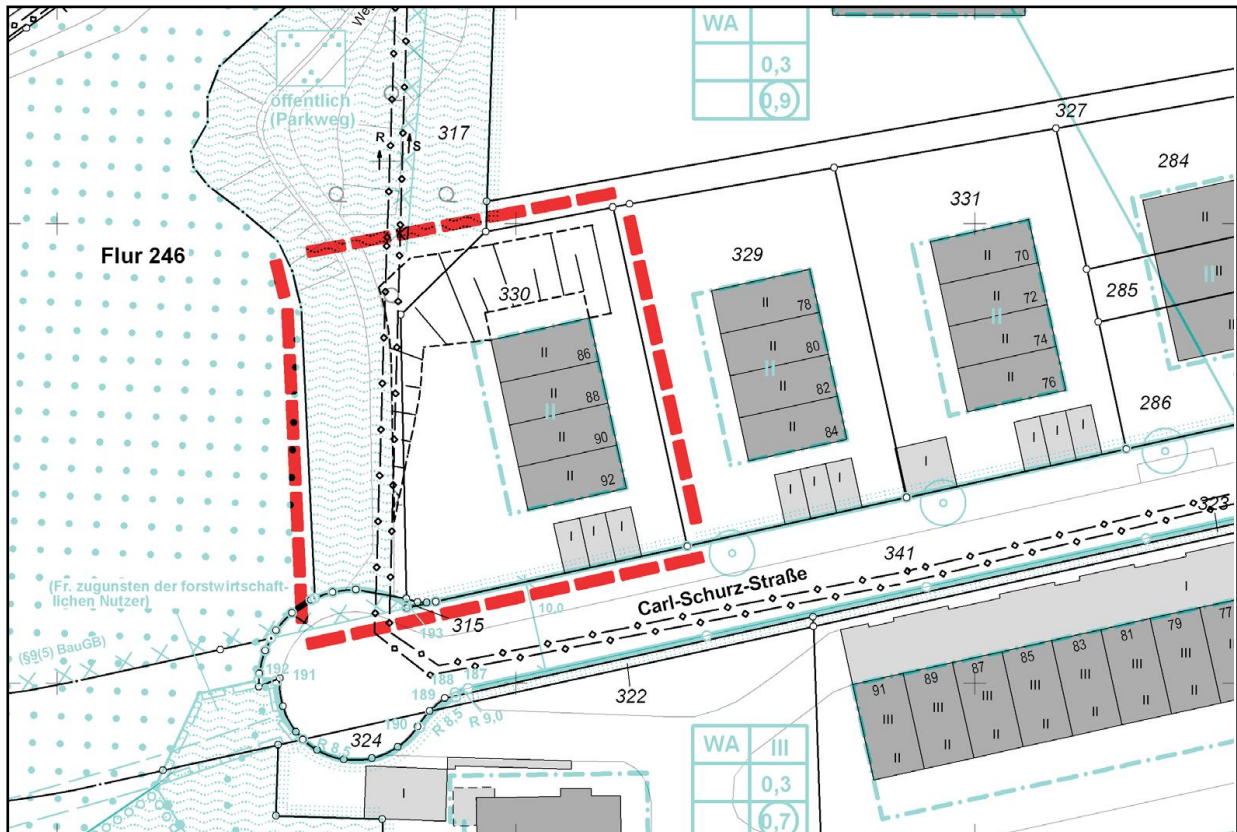 Weg
WA
0,3
0,9
öffentlich
(Parkweg)
317
R
S
327
284
331
Flur 246
329
330
285
286
II
70
II
72
II
II
74
II
76
II
78
II
80
II
II
82
II
84
II
86
II
88
II
II
90
II
92
II
II
II
I
I
I
I
I
I
I
I
I
I
323
341
Carl-Schurz-Straße
(Fr. zugunsten der forstwirtschaft-
lichen Nutzer)
(§9(5) BauGB)
10,0
193
315
192
191
188
187
189
190
R 8,5
R 9,0
R 8,5
322
324
I
I
91
89
87
85
83
81
79
77
III
III
III
III
III
III
III
II
II
II
II
II
II
II
WA
III
0,3
0,7